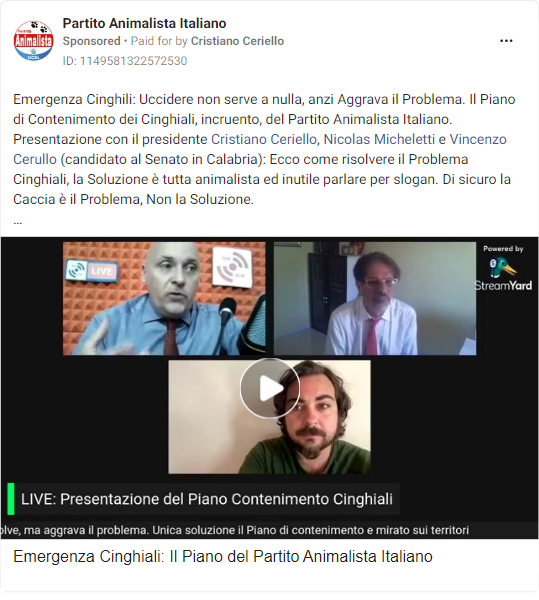 Partito Animalista Italiano
Sponsored • Paid for by Cristiano Ceriello
ID: 1149581322572530
Partito
Animalista
UCDL
Emergenza Cinghili: Uccidere non serve a nulla, anzi Aggrava il Problema. Il Piano
di Contenimento dei Cinghiali, incruento, del Partito Animalista Italiano.
Presentazione con il presidente Cristiano Ceriello, Nicolas Micheletti e Vincenzo
Cerullo (candidato al Senato in Calabria): Ecco come risolvere il Problema
Cinghiali, la Soluzione è tutta animalista ed inutile parlare per slogan. Di sicuro la
Caccia è il Problema, Non la Soluzione.
...
LIVE
ON AIR
Powered by
StreamYard
LIVE: Presentazione del Piano Contenimento Cinghiali
olve, ma aggrava il problema. Unica soluzione il Piano di contenimento e mirato sui territori
Emergenza Cinghiali: Il Piano del Partito Animalista Italiano